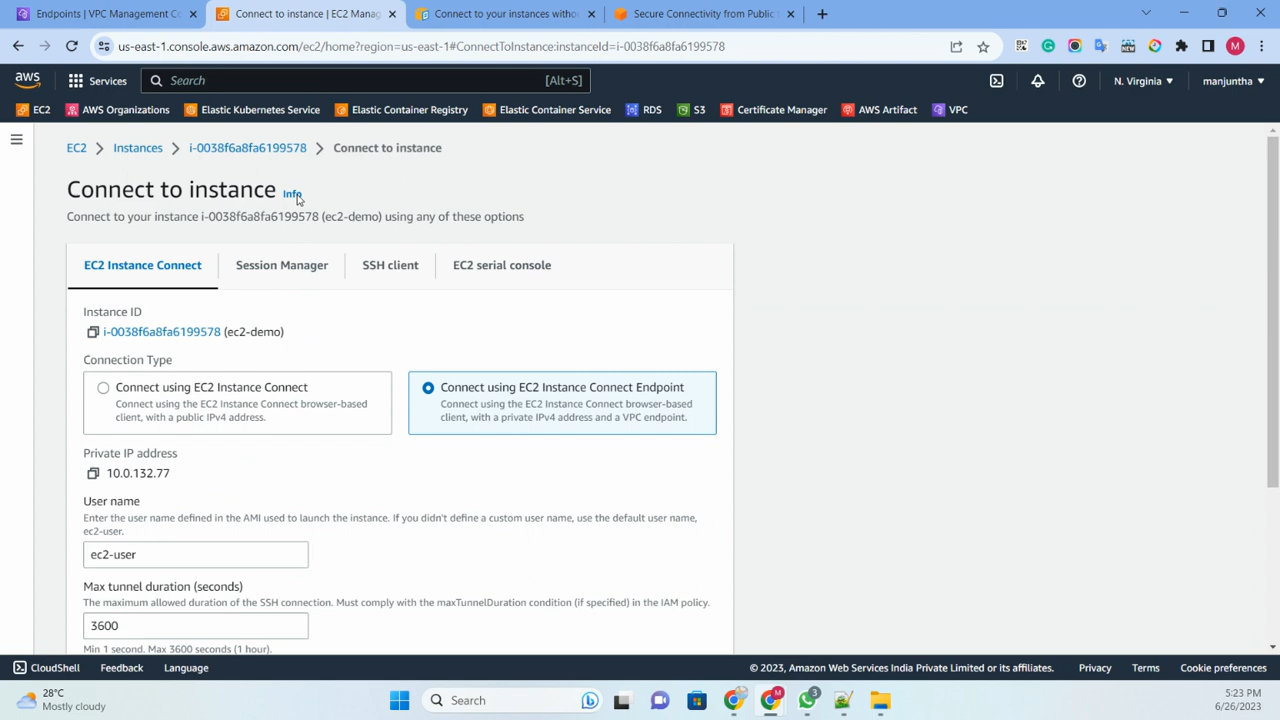 Endpoints | VPC Management C
Connect to instance | EC2 Manag
Connect to your instances withou
Secure Connectivity from Public
us-east-1.console.aws.amazon.com/ec2/home?region=us-east-1#ConnectToInstance:instanceId=i-0038f6a8fa6199578
M
aws
Services
Search
[Alt+S]
N. Virginia
manjuntha
EC2
AWS Organizations
Elastic Kubernetes Service
Elastic Container Registry
Elastic Container Service
RDS
S3
Certificate Manager
AWS Artifact
VPC
EC2
Instances
i-0038f6a8fa6199578
Connect to instance
Connect to instance Info
Connect to your instance i-0038f6a8fa6199578 (ec2-demo) using any of these options
EC2 Instance Connect
Session Manager
SSH client
EC2 serial console
Instance ID
i-0038f6a8fa6199578 (ec2-demo)
Connection Type
Connect using EC2 Instance Connect
Connect using the EC2 Instance Connect browser-based
client, with a public IPv4 address.
Connect using EC2 Instance Connect Endpoint
Connect using the EC2 Instance Connect browser-based
client, with a private IPv4 address and a VPC endpoint.
Private IP address
10.0.132.77
User name
Enter the user name defined in the AMI used to launch the instance. If you didn't define a custom user name, use the default user name,
ec2-user.
ec2-user
Max tunnel duration (seconds)
The maximum allowed duration of the SSH connection. Must comply with the maxTunnelDuration condition (if specified) in the IAM policy.
3600
Min 1 second. Max 3600 seconds (1 hour).
CloudShell
Feedback
Language
© 2023, Amazon Web Services India Private Limited or its affiliates.
Privacy
Terms
Cookie preferences
28°C
Mostly cloudy
Search
3
5:23 PM
6/26/2023